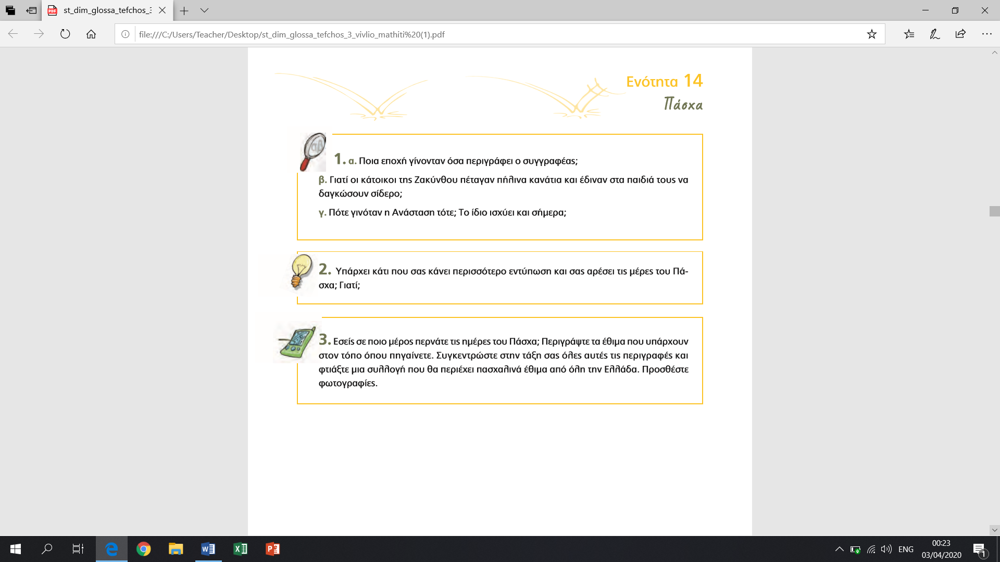 st_dim_glossa_tefchos_3
file:///C:/Users/Teacher/Desktop/st_dim_glossa_tefchos_3_vivlio_mathiti%20(1).pdf
Ενότητα 14
Πάσχα
1. α. Ποια εποχή γίνονταν όσα περιγράφει ο συγγραφέας;
β. Γιατί οι κάτοικοι της Ζακύνθου πέταγαν πήλινα κανάτια και έδιναν στα παιδιά τους να
δαγκώσουν σίδερο;
γ. Πότε γινόταν η Ανάσταση τότε; Το ίδιο ισχύει και σήμερα;
2. Υπάρχει κάτι που σας κάνει περισσότερο εντύπωση και σας αρέσει τις μέρες του Πά-
σχα; Γιατί;
3. Εσείς σε ποιο μέρος περνάτε τις ημέρες του Πάσχα; Περιγράψτε τα έθιμα που υπάρχουν
στον τόπο όπου πηγαίνετε. Συγκεντρώστε στην τάξη σας όλες αυτές τις περιγραφές και
φτιάξτε μια συλλογή που θα περιέχει πασχαλινά έθιμα από όλη την Ελλάδα. Προσθέστε
φωτογραφίες.
ENG
00:23
03/04/2020
1